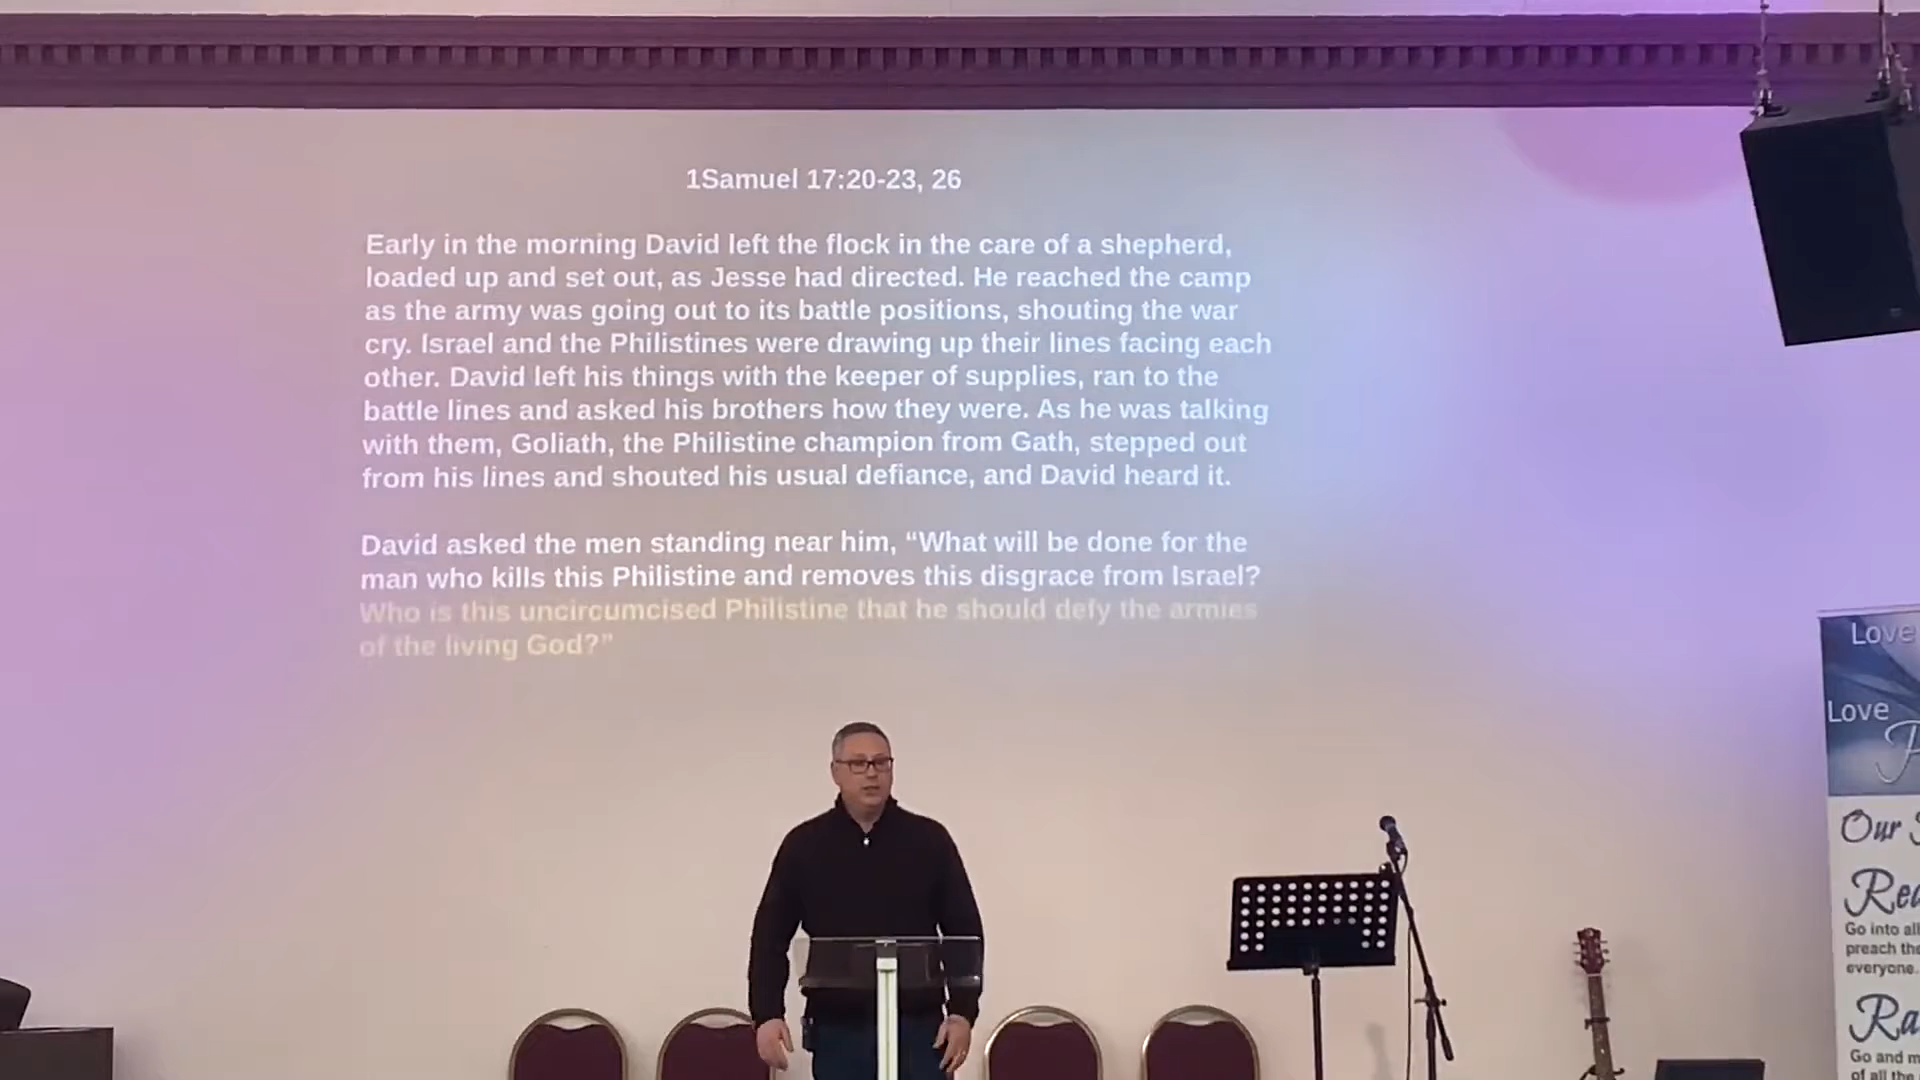 1Samuel 17:20-23, 26
Early in the morning David left the flock in the care of a shepherd,
loaded up and set out, as Jesse had directed. He reached the camp
as the army was going out to its battle positions, shouting the war
cry. Israel and the Philistines were drawing up their lines facing each
other. David left his things with the keeper of supplies, ran to the
battle lines and asked his brothers how they were. As he was talking
with them, Goliath, the Philistine champion from Gath, stepped out
from his lines and shouted his usual defiance, and David heard it.
David asked the men standing near him, “What will be done for the
man who kills this Philistine and removes this disgrace from Israel?
Who is this uncircumcised Philistine that he should defy the armies
of the living God?”
Love
Love
Our
Go into all
preach the
everyone.
Go and m
of all the